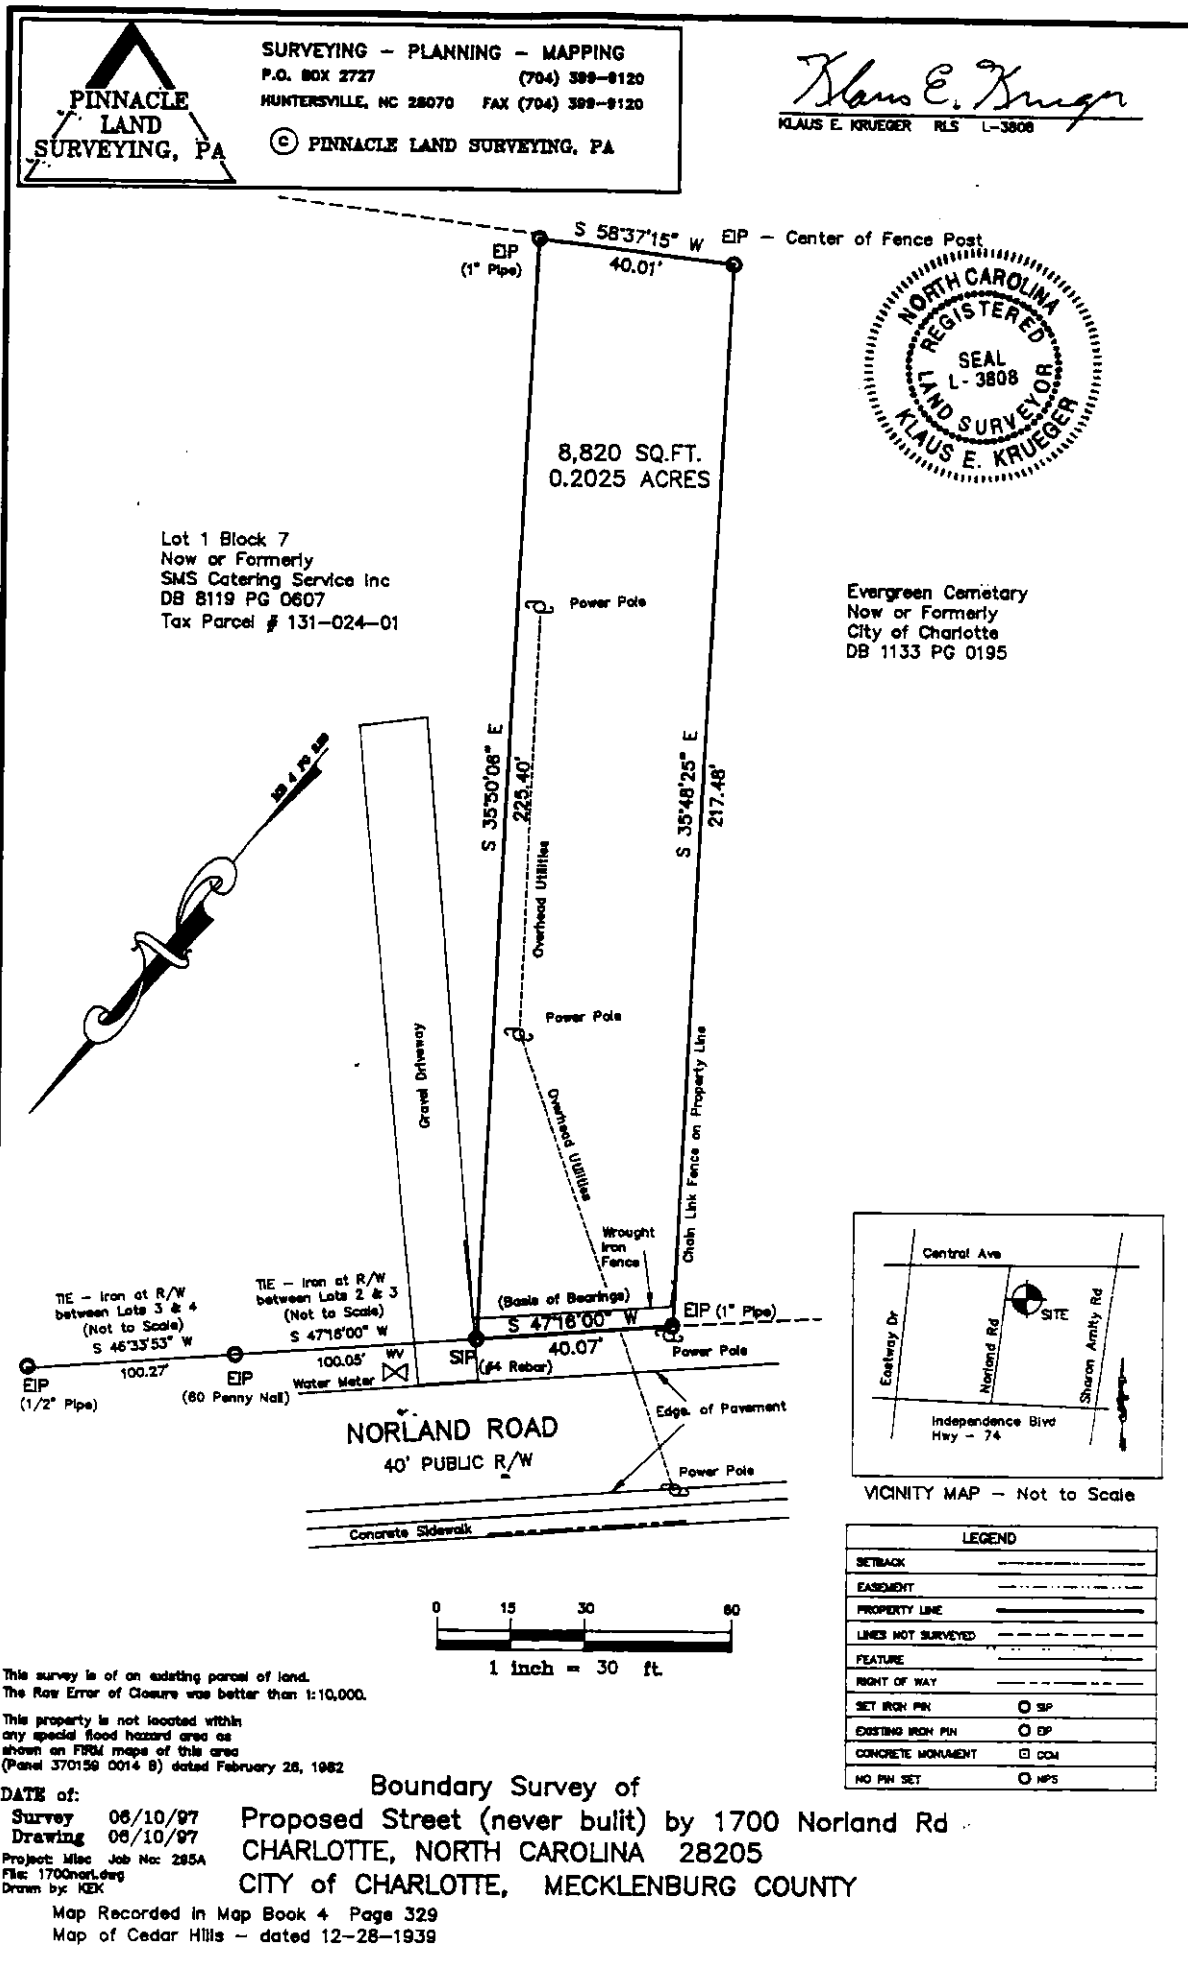 SURVEYING - PLANNING - MAPPING
P.O. BOX 2727 (704) 399-9120
HUNTERSVILLE, NC 28070 FAX (704) 399-9120
© PINNACLE LAND SURVEYING, PA
PINNACLE
LAND
SURVEYING, PA
Klaus E. Krueger
KLAUS E. KRUEGER RLS L-3808
S 58°37'15" W
40.01'
EIP
(1" Pipe)
EIP - Center of Fence Post
NORTH CAROLINA
REGISTERED
SEAL
L-3808
LAND SURVEYOR
KLAUS E. KRUEGER
8,820 SQ.FT.
0.2025 ACRES
Lot 1 Block 7
Now or Formerly
SMS Catering Service Inc
DB 8119 PG 0607
Tax Parcel # 131-024-01
Power Pole
Evergreen Cemetary
Now or Formerly
City of Charlotte
DB 1133 PG 0195
S 35°50'06" E
225.40'
S 35°48'25" E
217.48'
Overhead Utilities
Power Pole
Gravel Driveway
Overhead Utilities
Chain Link Fence on Property Line
Wrought
Iron
Fence
TIE - Iron at R/W
between Lots 3 & 4
(Not to Scale)
S 46°33'53" W
100.27'
TIE - Iron at R/W
between Lots 2 & 3
(Not to Scale)
S 47°16'00" W
100.05'
(Basis of Bearings)
S 47°16'00" W
40.07'
EIP (1" Pipe)
EIP
(1/2" Pipe)
EIP
(60 Penny Nail)
WV
Water Meter
SIP
(#4 Rebar)
Power Pole
NORLAND ROAD
40' PUBLIC R/W
Edge of Pavement
Power Pole
Concrete Sidewalk
Central Ave
SITE
Eastway Dr
Norland Rd
Sharon Amity Rd
Independence Blvd
Hwy - 74
VICINITY MAP - Not to Scale
LEGEND
SETBACK
EASEMENT
PROPERTY LINE
LINES NOT SURVEYED
FEATURE
RIGHT OF WAY
SET IRON PIN SIP
EXISTING IRON PIN EIP
CONCRETE MONUMENT CCM
NO PIN SET NPS
0 15 30 60
1 inch = 30 ft.
This survey is of an existing parcel of land.
The Raw Error of Closure was better than 1:10,000.
This property is not located within
any special flood hazard area as
shown on FIRM maps of this area
(Panel 370159 0014 B) dated February 26, 1982
DATE of:
Survey 06/10/97
Drawing 06/10/97
Project: Misc Job No: 285A
File: 1700norl.dwg
Drawn by: KEK
Boundary Survey of
Proposed Street (never built) by 1700 Norland Rd
CHARLOTTE, NORTH CAROLINA 28205
CITY of CHARLOTTE, MECKLENBURG COUNTY
Map Recorded in Map Book 4 Page 329
Map of Cedar Hills - dated 12-28-1939